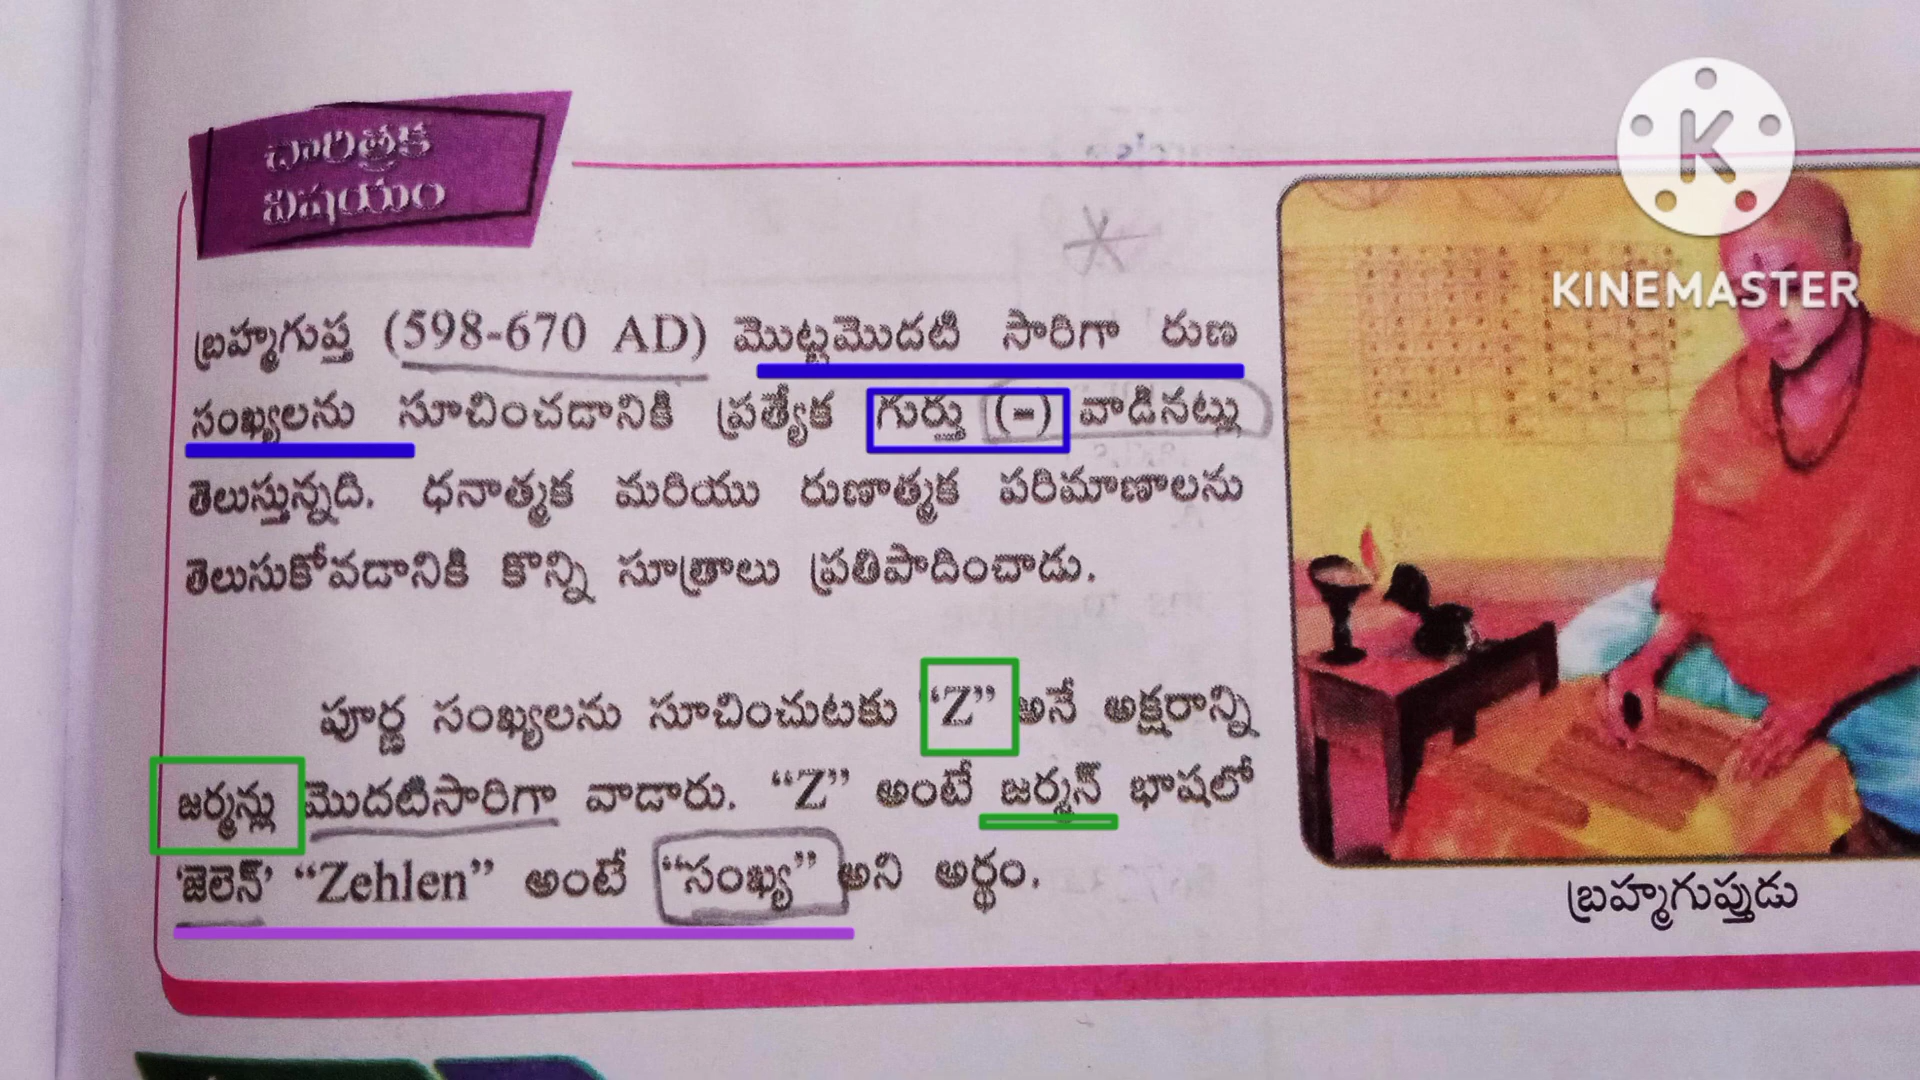 చారిత్రక
విషయం
K
KINEMASTER
బ్రహ్మగుప్త (598-670 AD) మొట్టమొదటి సారిగా రుణ
సంఖ్యలను సూచించడానికి ప్రత్యేక గుర్తు (-) వాడినట్లు
తెలుస్తున్నది. ధనాత్మక మరియు రుణాత్మక పరిమాణాలను
తెలుసుకోవడానికి కొన్ని సూత్రాలు ప్రతిపాదించాడు.
పూర్ణ సంఖ్యలను సూచించుటకు "Z" అనే అక్షరాన్ని
జర్మన్లు మొదటిసారిగా వాడారు. "Z" అంటే జర్మన్ భాషలో
'జెలెన్' "Zehlen" అంటే "సంఖ్య" అని అర్థం.
బ్రహ్మగుప్తుడు